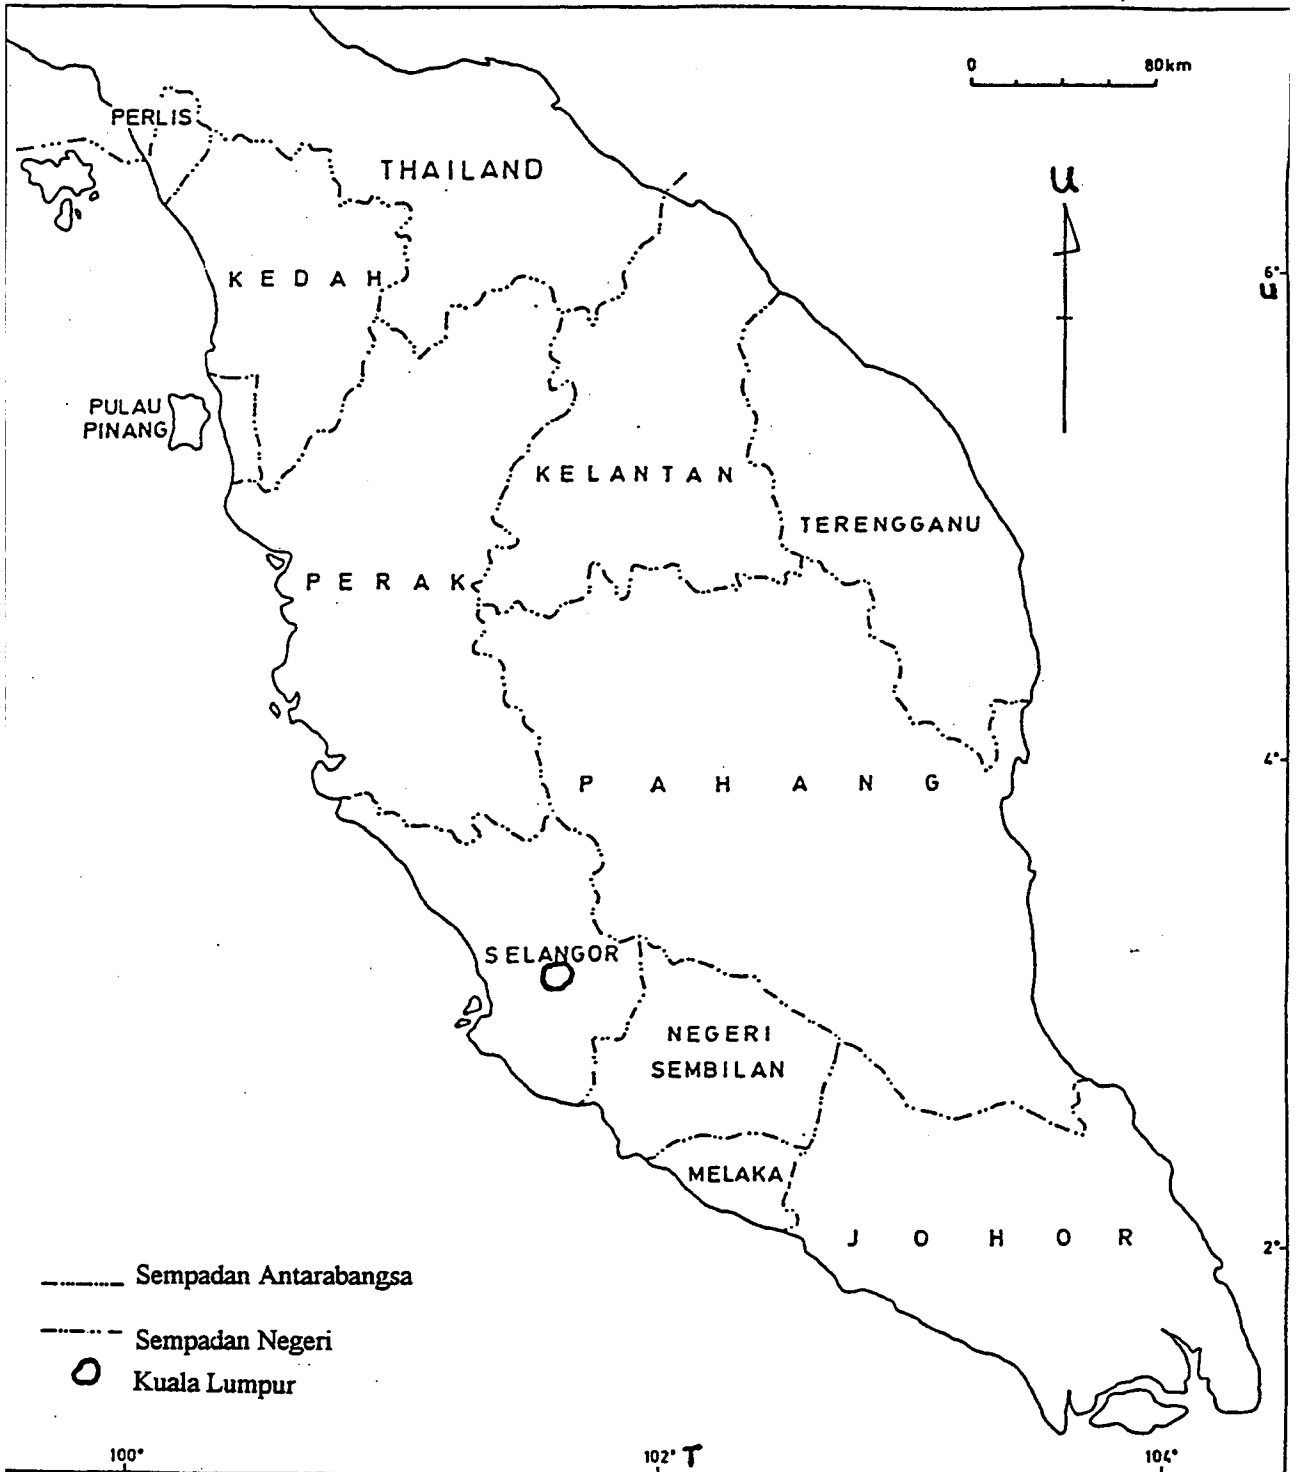 0 80km
PERLIS
THAILAND
U
KEDAH
6°
U
PULAU
PINANG
KELANTAN
TERENGGANU
PERAK
4°
PAHANG
SELANGOR
NEGERI
SEMBILAN
MELAKA
JOHOR
2°
Sempadan Antarabangsa
Sempadan Negeri
Kuala Lumpur
100° 102° T 104°